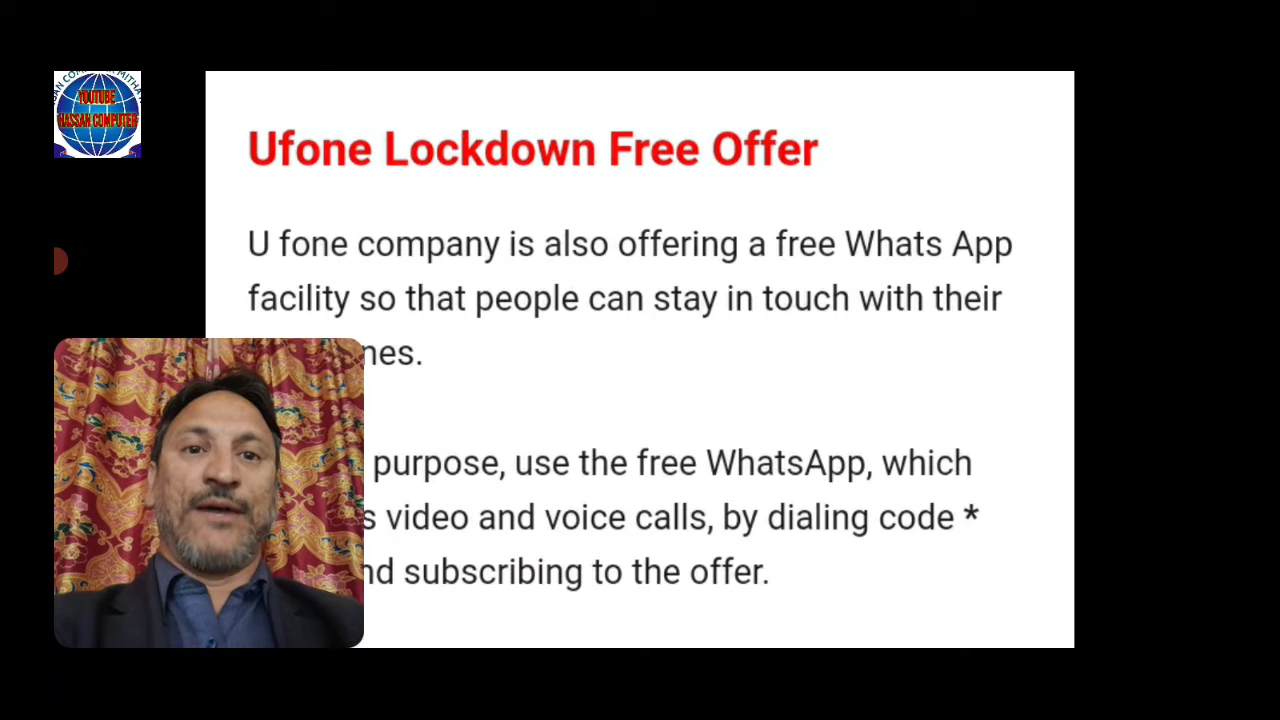 YOUTUBE
HASSAN COMPUTER
Ufone Lockdown Free Offer
U fone company is also offering a free Whats App
facility so that people can stay in touch with their
purpose, use the free WhatsApp, which
video and voice calls, by dialing code *
subscribing to the offer.